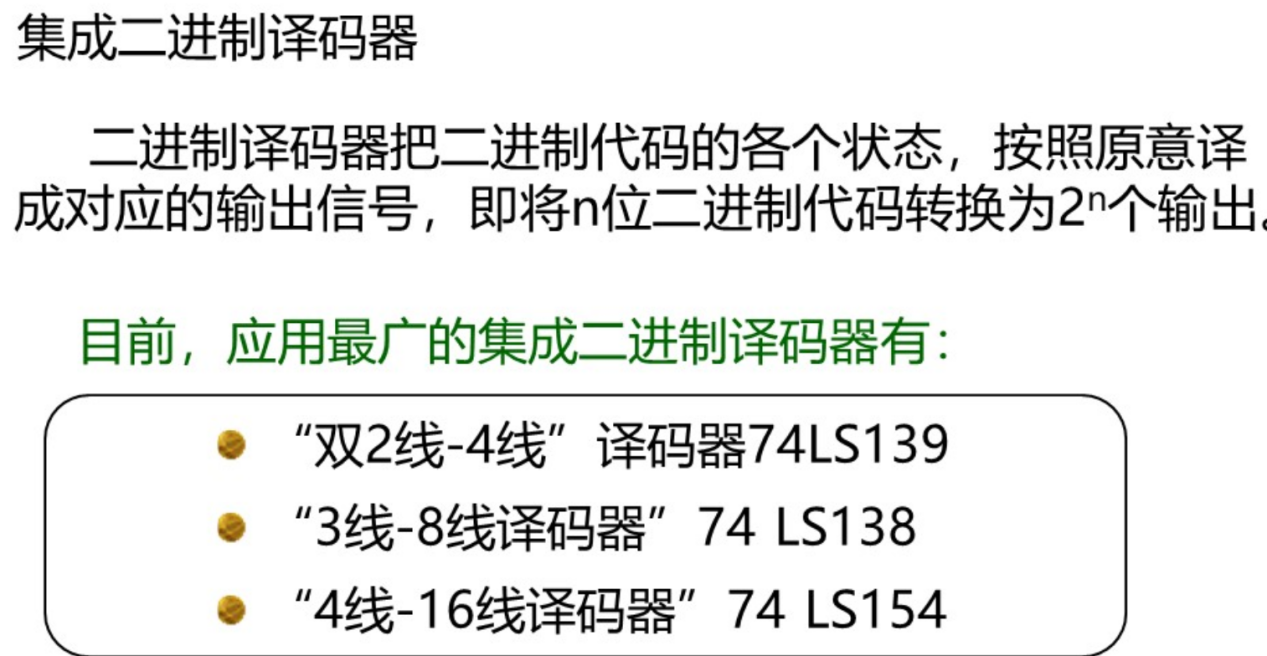 集成二进制译码器
二进制译码器把二进制代码的各个状态，按照原意译
成对应的输出信号，即将n位二进制代码转换为2ⁿ个输出。
目前，应用最广的集成二进制译码器有：
“双2线-4线”译码器74LS139
“3线-8线译码器”74 LS138
“4线-16线译码器”74 LS154